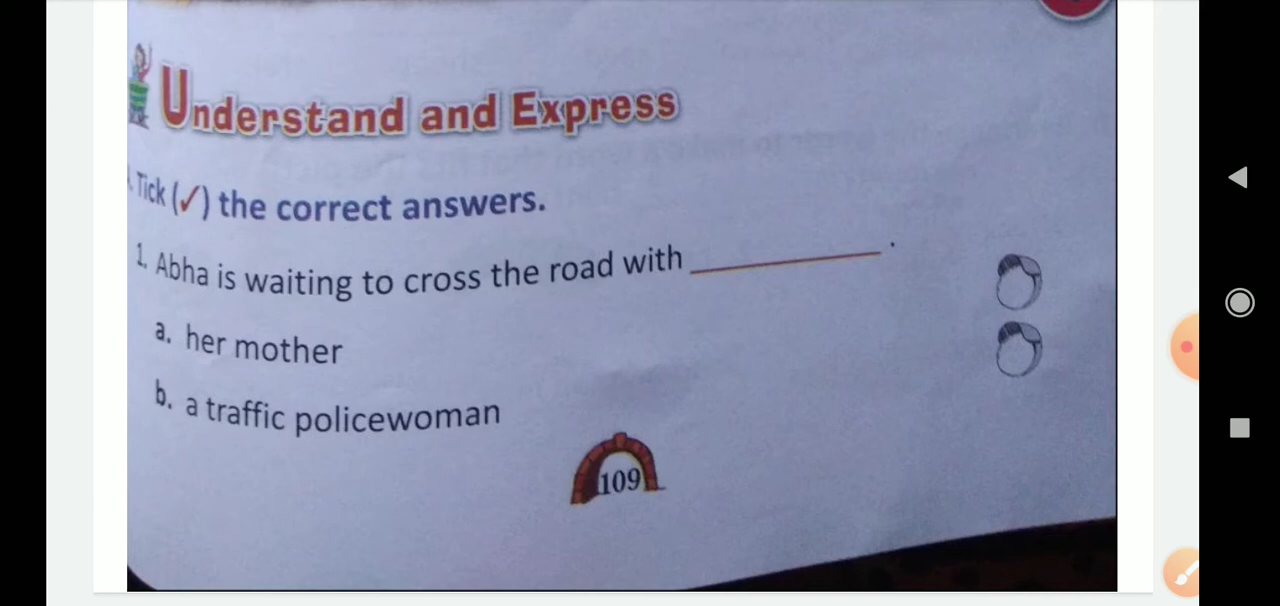 Understand and Express
Tick (✓) the correct answers.
1. Abha is waiting to cross the road with __________ .
a. her mother
b. a traffic policewoman
109